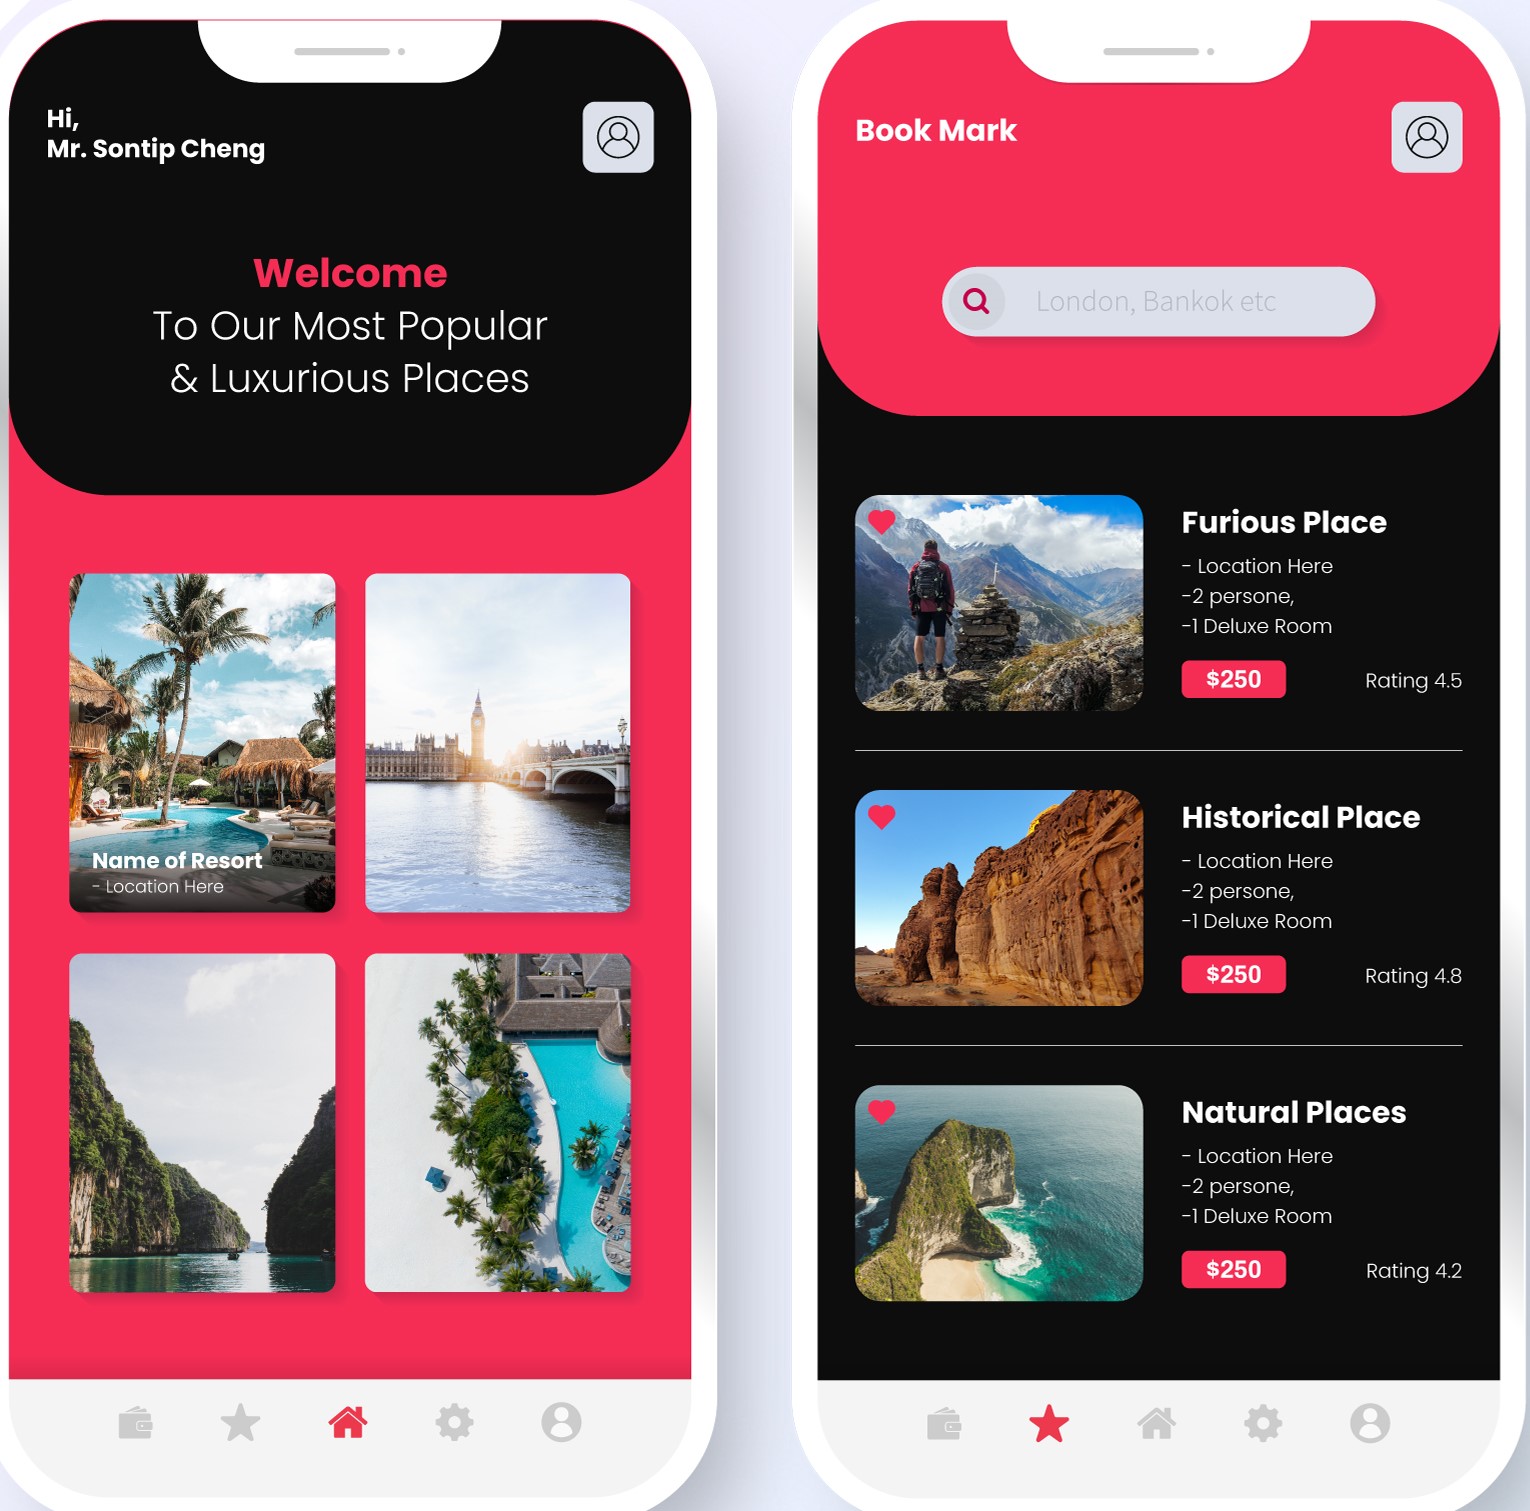 Hi,
Mr. Sontip Cheng
Welcome
To Our Most Popular
& Luxurious Places
Name of Resort
- Location Here
Book Mark
London, Bankok etc
Furious Place
- Location Here
-2 persone,
-1 Deluxe Room
$250
Rating 4.5
Historical Place
- Location Here
-2 persone,
-1 Deluxe Room
$250
Rating 4.8
Natural Places
- Location Here
-2 persone,
-1 Deluxe Room
$250
Rating 4.2